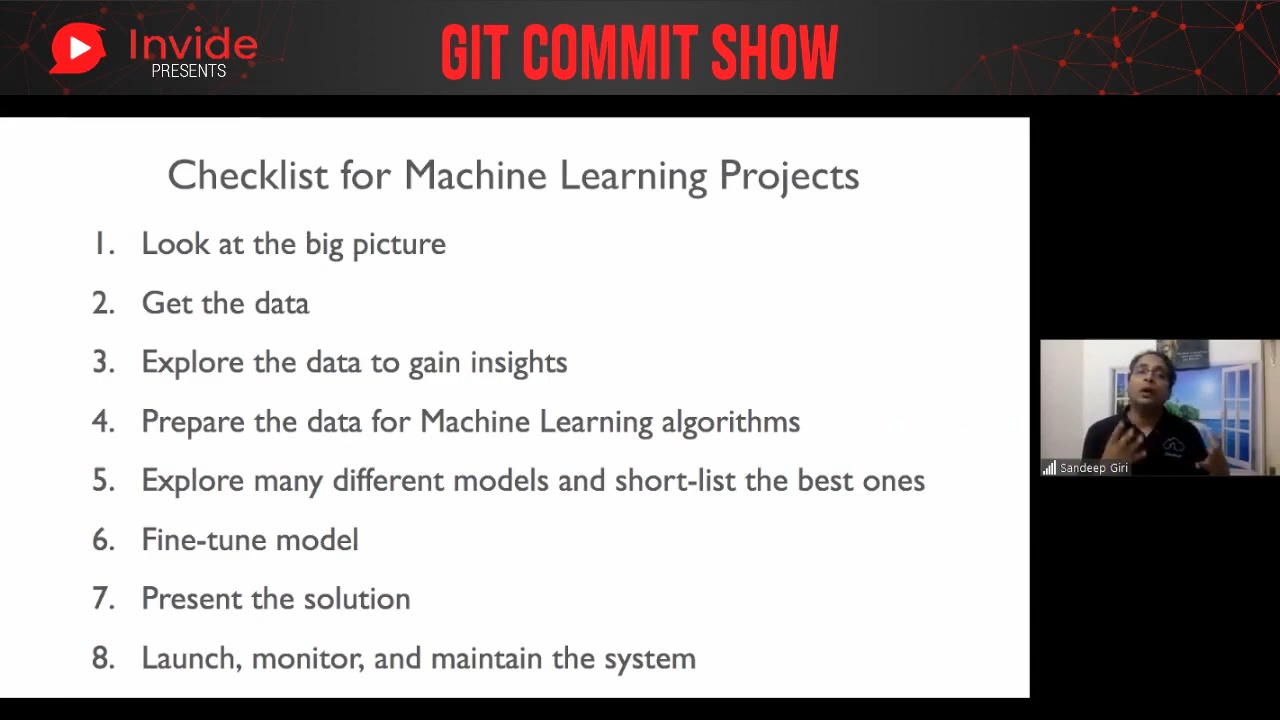 Invide
PRESENTS
GIT COMMIT SHOW
Checklist for Machine Learning Projects
1. Look at the big picture
2. Get the data
3. Explore the data to gain insights
4. Prepare the data for Machine Learning algorithms
5. Explore many different models and short-list the best ones
6. Fine-tune model
7. Present the solution
8. Launch, monitor, and maintain the system
Sandeep Giri